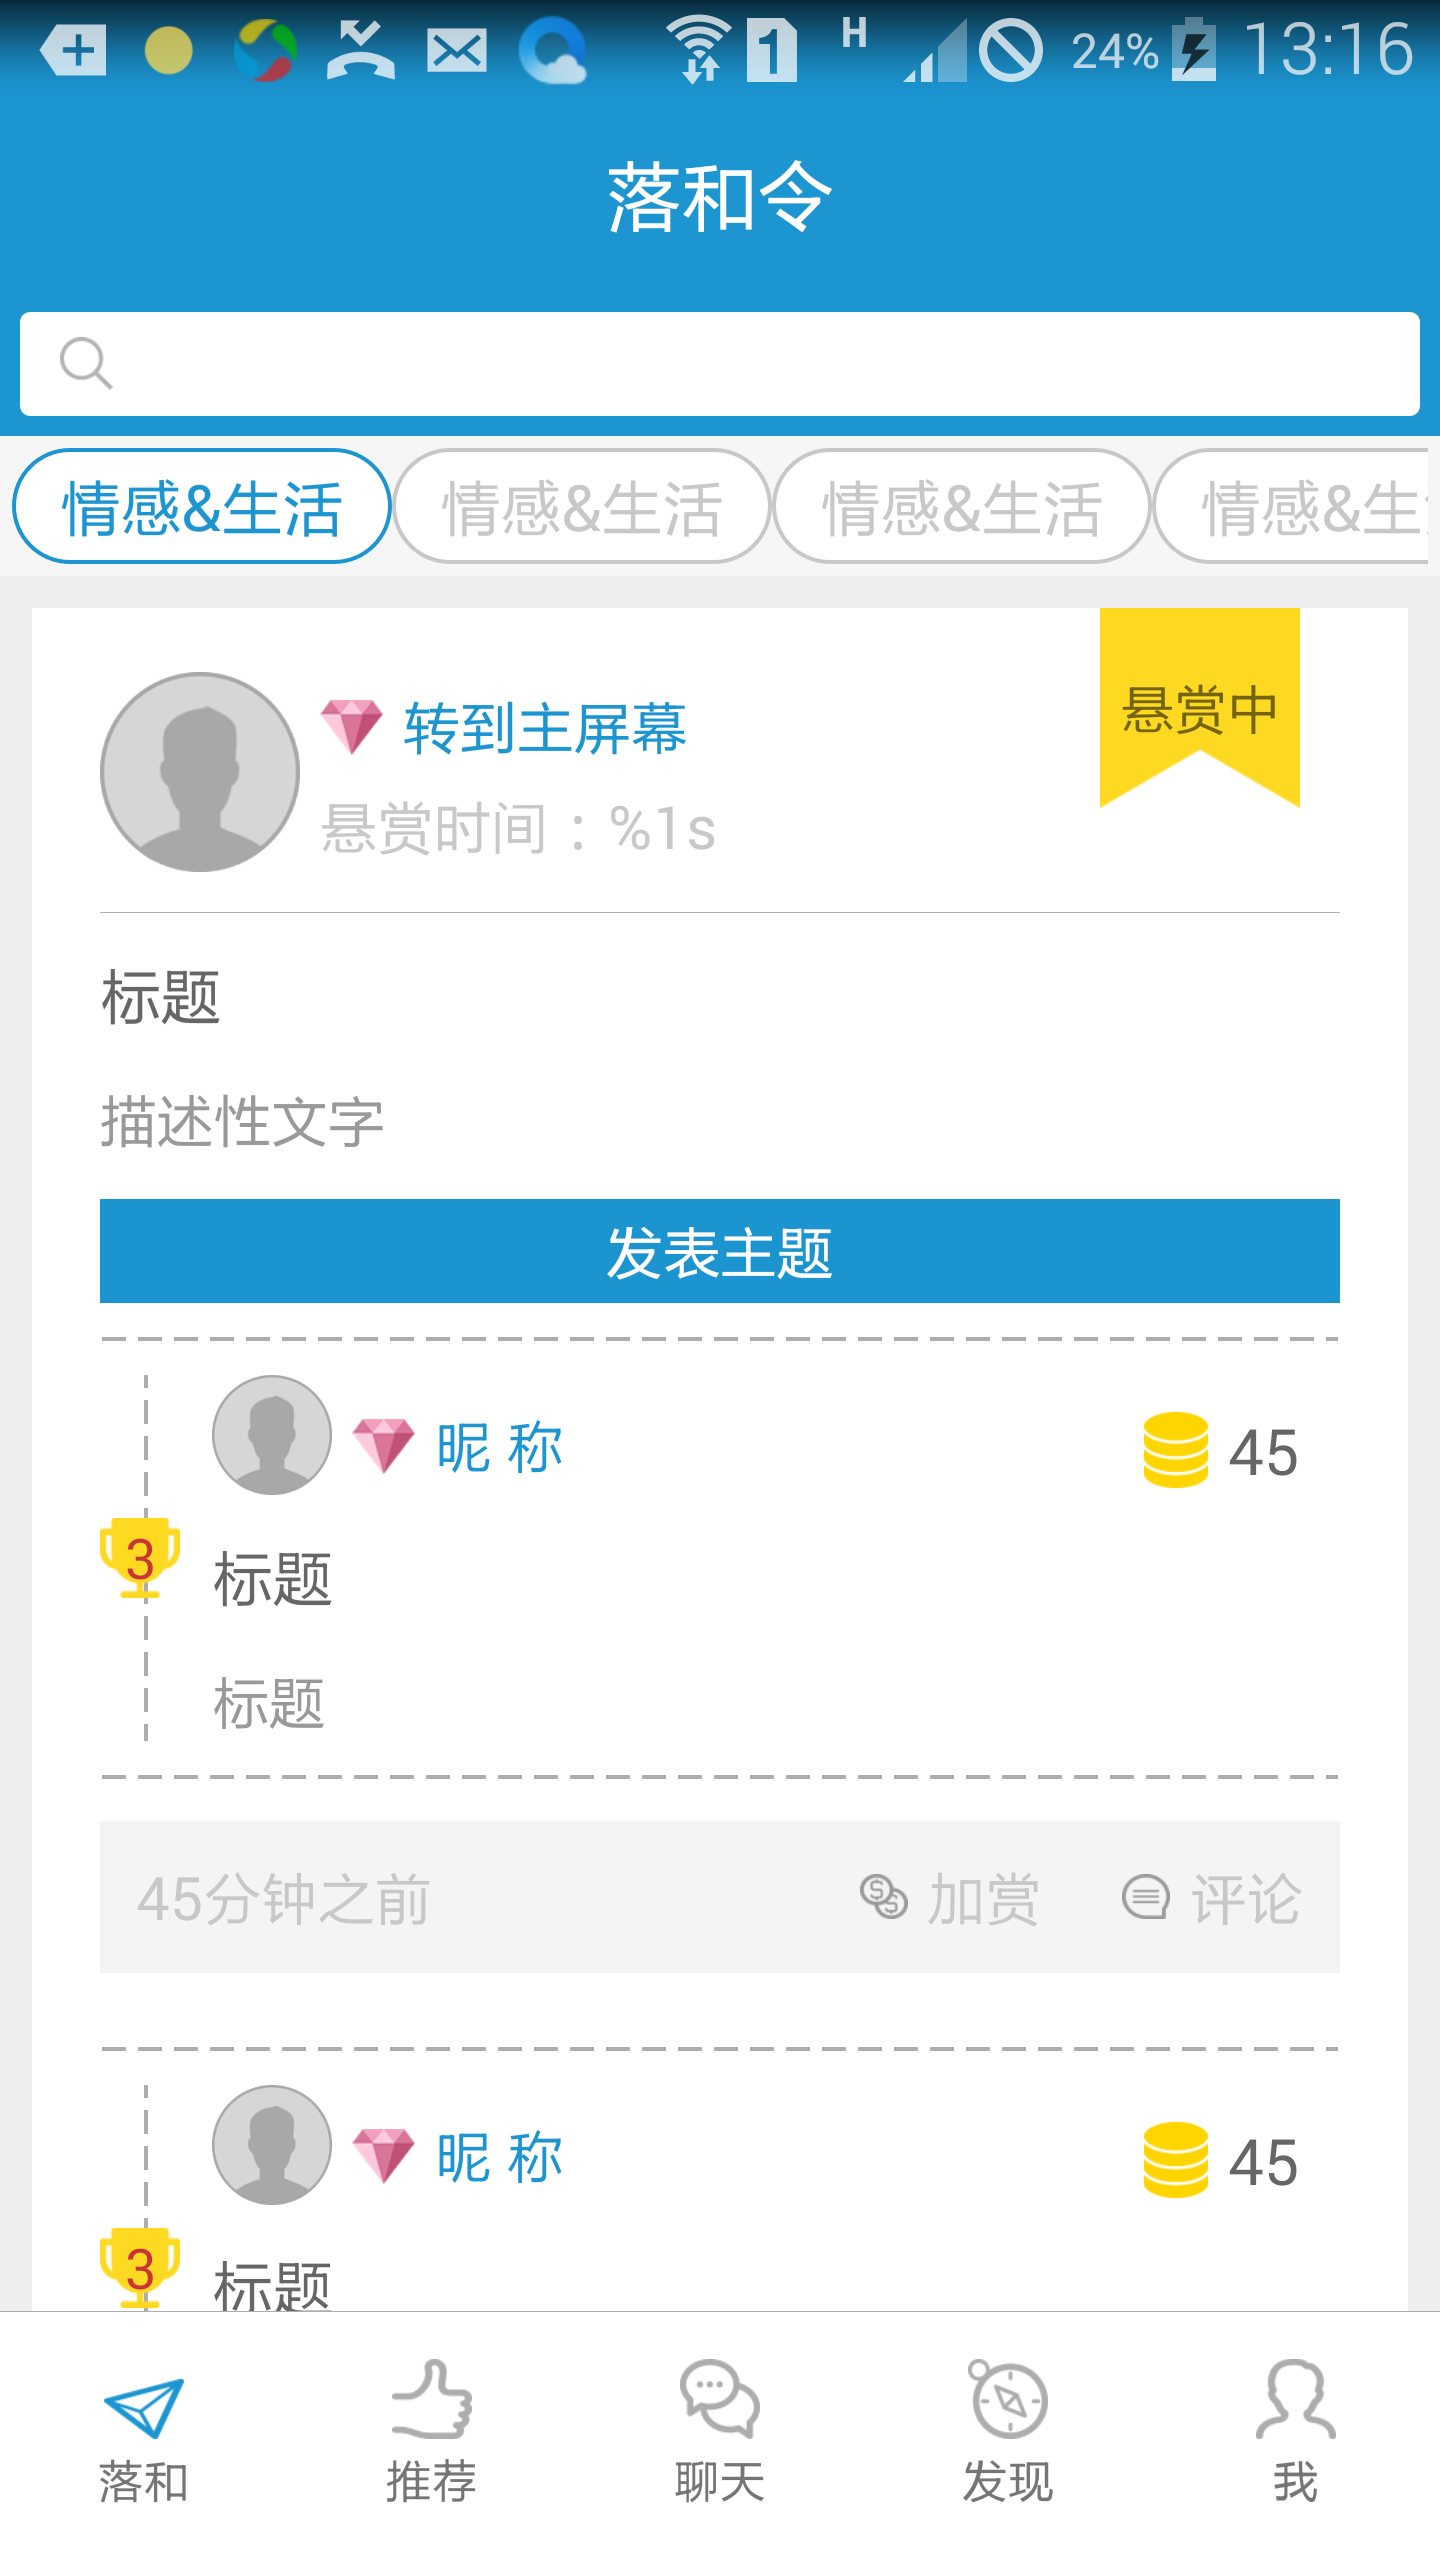 1 H 24% 13:16
落和令
情感&生活 情感&生活 情感&生活 情感&生
转到主屏幕
悬赏中
悬赏时间：%1s
标题
描述性文字
发表主题
昵 称 45
3 标题
标题
45分钟之前 加赏 评论
昵 称 45
3 标题
落和 推荐 聊天 发现 我